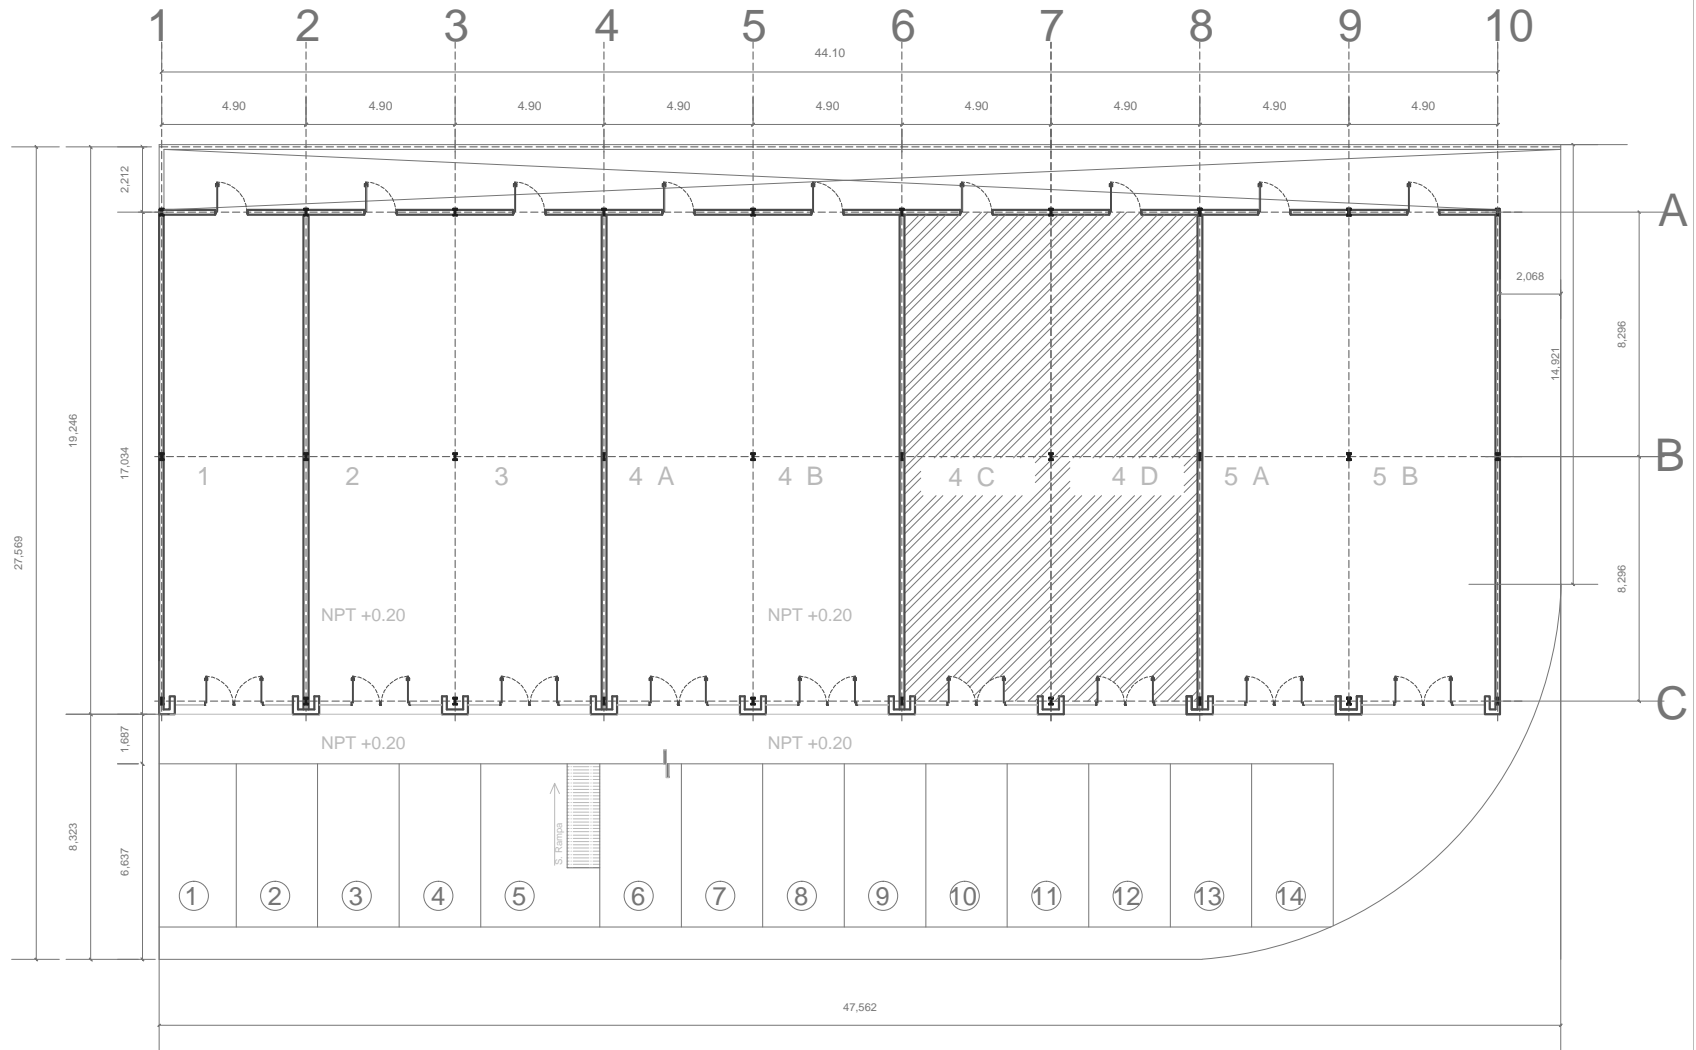 1 2 3 4 5 6 7 8 9 10
44.10
4.90 4.90 4.90 4.90 4.90 4.90 4.90 4.90 4.90
2,212
A
2,068
8,296
14,921
19,246
17,034
B
1 2 3 4 A 4 B 4 C 4 D 5 A 5 B
27,569
8,296
NPT +0.20 NPT +0.20
C
1,687
NPT +0.20 NPT +0.20
8,323
6,637
S. Rampa
1 2 3 4 5 6 7 8 9 10 11 12 13 14
47,562